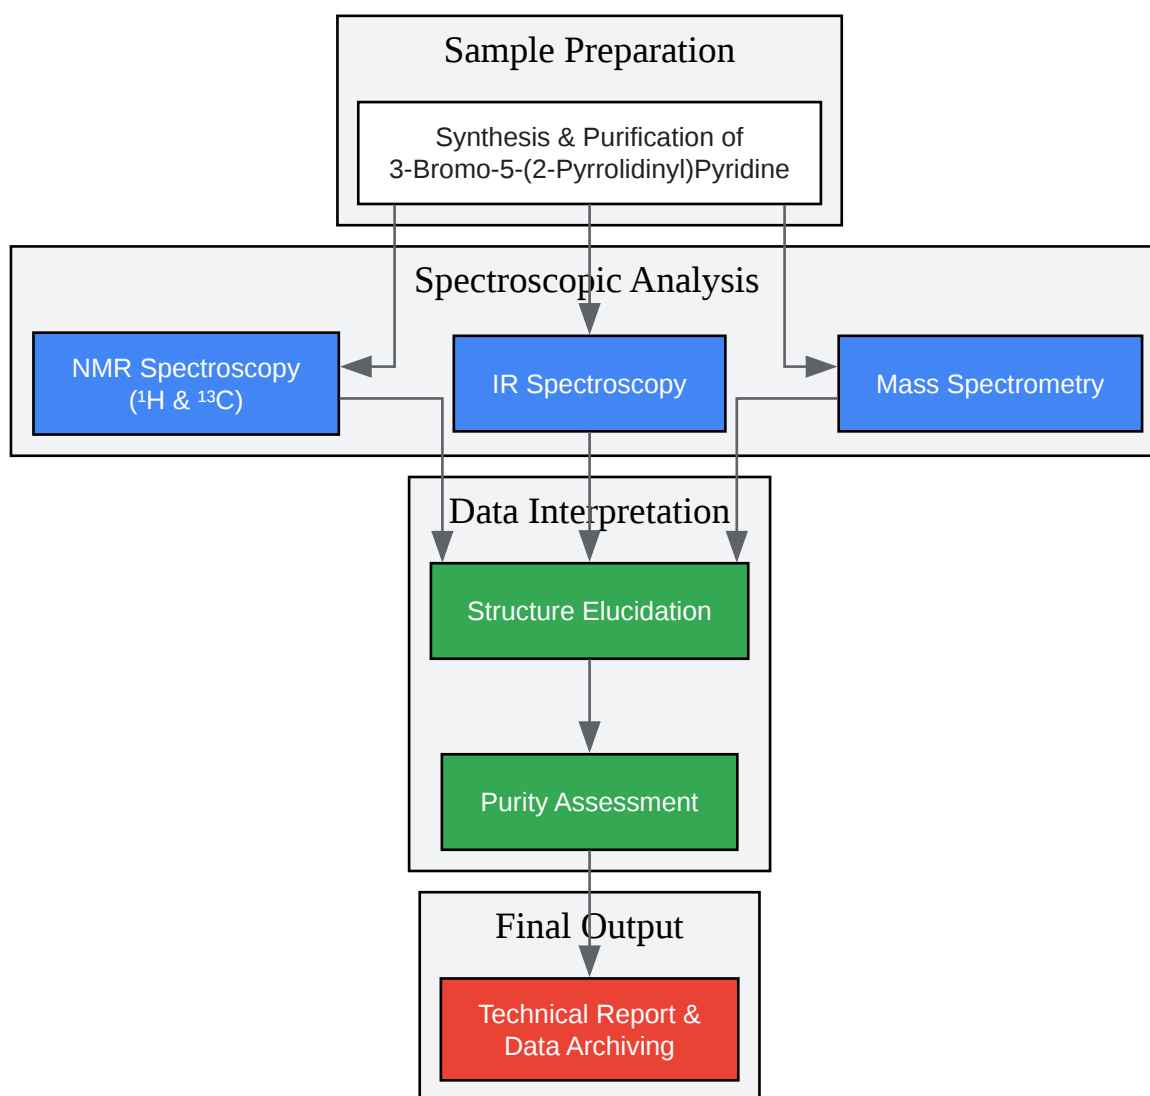 Sample Preparation
Synthesis & Purification of
3-Bromo-5-(2-Pyrrolidinyl)Pyridine
Spectroscopic Analysis
NMR Spectroscopy
(¹H & ¹³C)
IR Spectroscopy
Mass Spectrometry
Data Interpretation
Structure Elucidation
Purity Assessment
Final Output
Technical Report &
Data Archiving